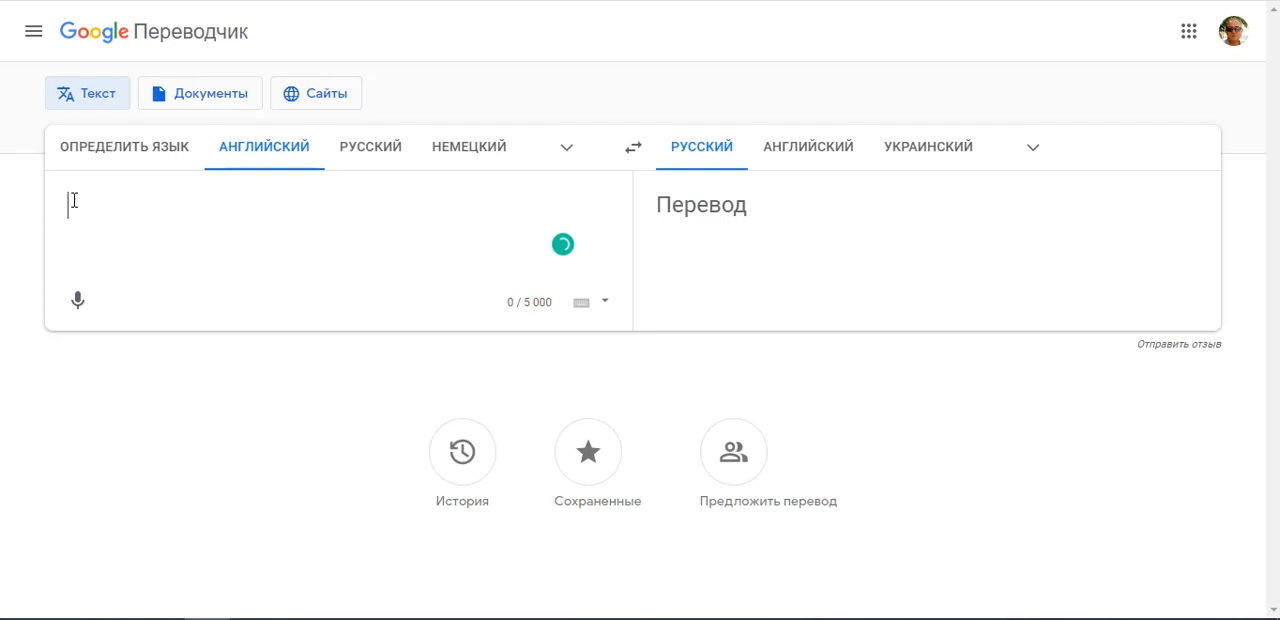 Google Переводчик
Текст Документы Сайты
ОПРЕДЕЛИТЬ ЯЗЫК АНГЛИЙСКИЙ РУССКИЙ НЕМЕЦКИЙ РУССКИЙ АНГЛИЙСКИЙ УКРАИНСКИЙ
Перевод
0 / 5 000
Отправить отзыв
История Сохраненные Предложить перевод